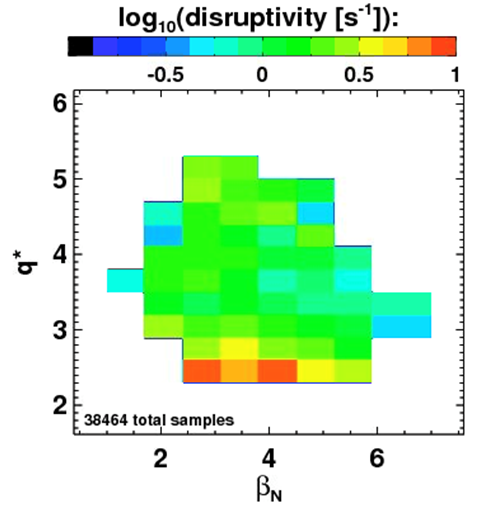 log₁₀(disruptivity [s⁻¹]):
-0.5 0 0.5 1
6
5
4
3
2
q*
38464 total samples
2 4 6
β_N